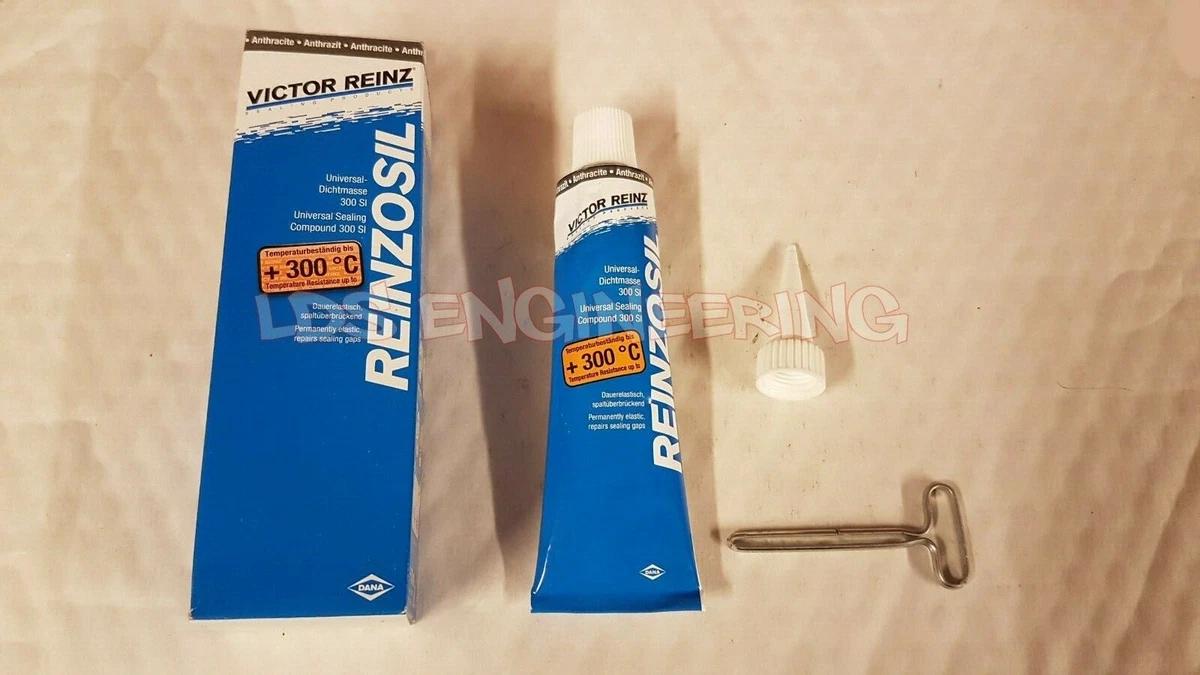 • Anthracite • Anthrazit • Anthracite • Anthr
VICTOR REINZ
SEALING PRODUCTS
REINZOSIL
Universal-
Dichtmasse
300 SI
Universal Sealing
Compound 300 SI
Temperaturbeständig bis
+ 300 °C
Temperature Resistance up to
Dauerelastisch,
spaltüberbrückend
Permanently elastic,
repairs sealing gaps
DANA
Anthracite • Anthrazit •
VICTOR REINZ
REINZOSIL
Universal-
Dichtmasse
300 SI
Universal Sealing
Compound 300 SI
Temperaturbeständig bis
+ 300 °C
Temperature Resistance up to
Dauerelastisch,
spaltüberbrückend
Permanently elastic,
repairs sealing gaps
DANA
ENGINEERING